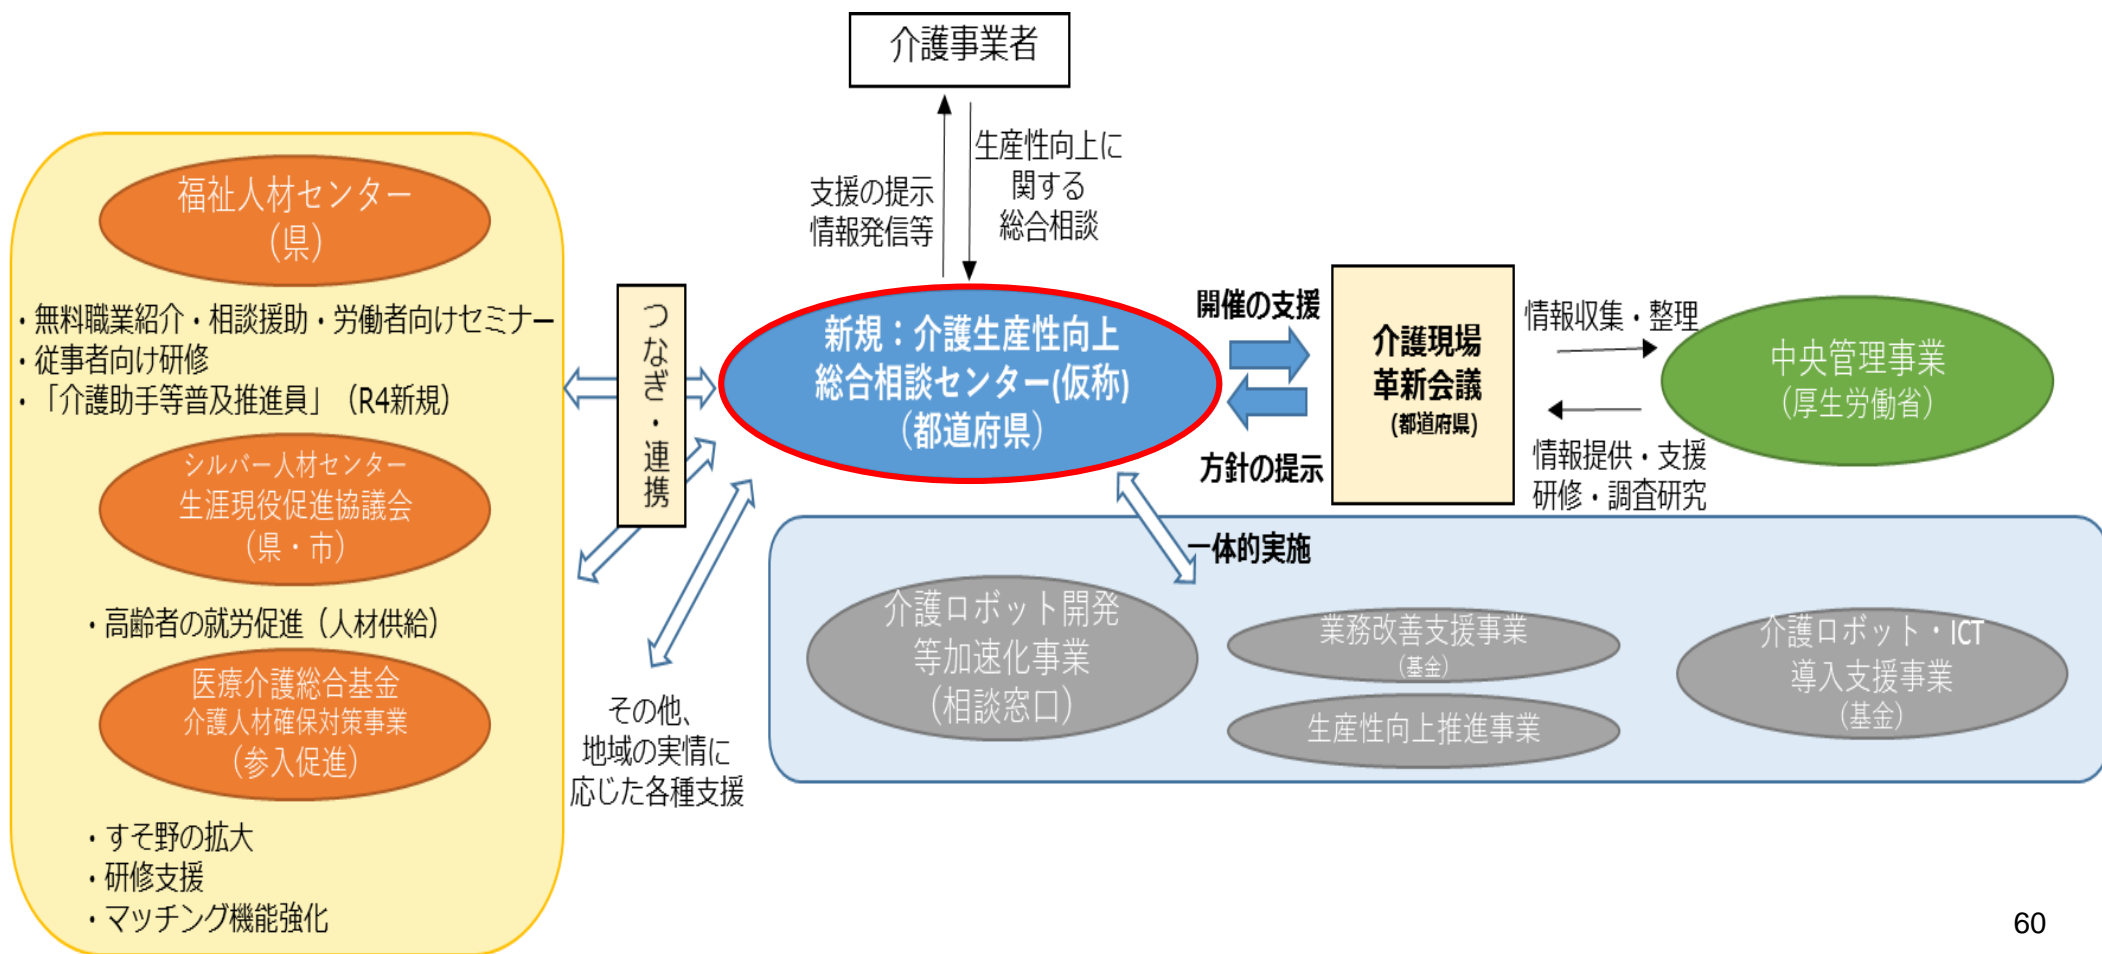 介護事業者
支援の提示
情報発信等
生産性向上に
関する
総合相談
福祉人材センター
（県）
・無料職業紹介・相談援助・労働者向けセミナー
・従事者向け研修
・「介護助手等普及推進員」（R4新規）
シルバー人材センター
生涯現役促進協議会
（県・市）
・高齢者の就労促進（人材供給）
医療介護総合基金
介護人材確保対策事業
（参入促進）
・すそ野の拡大
・研修支援
・マッチング機能強化
つなぎ・連携
新規：介護生産性向上
総合相談センター(仮称)
（都道府県）
開催の支援
方針の提示
介護現場
革新会議
(都道府県)
情報収集・整理
情報提供・支援
研修・調査研究
中央管理事業
（厚生労働省）
その他、
地域の実情に
応じた各種支援
一体的実施
介護ロボット開発
等加速化事業
（相談窓口）
業務改善支援事業
（基金）
生産性向上推進事業
介護ロボット・ICT
導入支援事業
（基金）
60